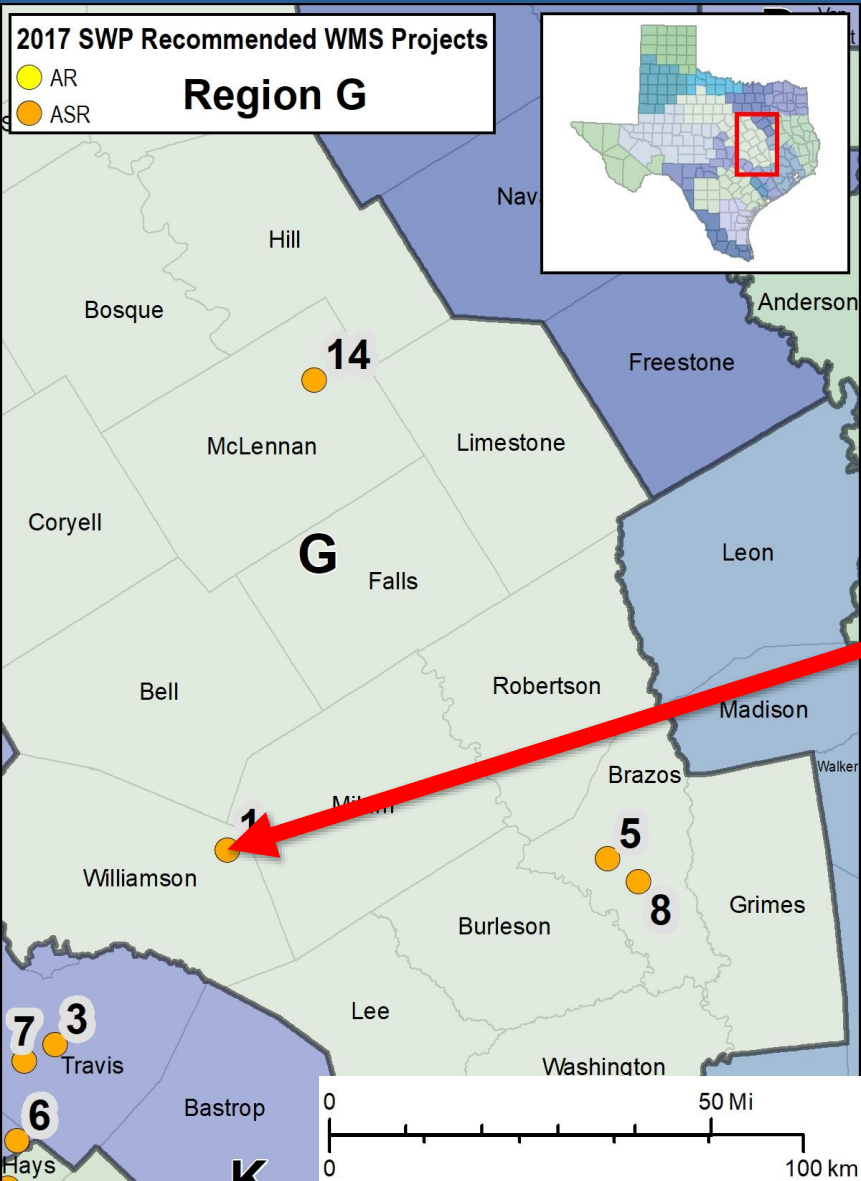 2017 SWP Recommended WMS Projects
AR
ASR
Region G
Hill
Bosque
Anderson
14
Freestone
McLennan
Limestone
Coryell
G
Falls
Leon
Bell
Robertson
Madison
Brazos
Walker
1
5
Williamson
8
Grimes
Burleson
3
7
Lee
Travis
Washington
Bastrop
6
Hays
K
0
50 Mi
0
100 km